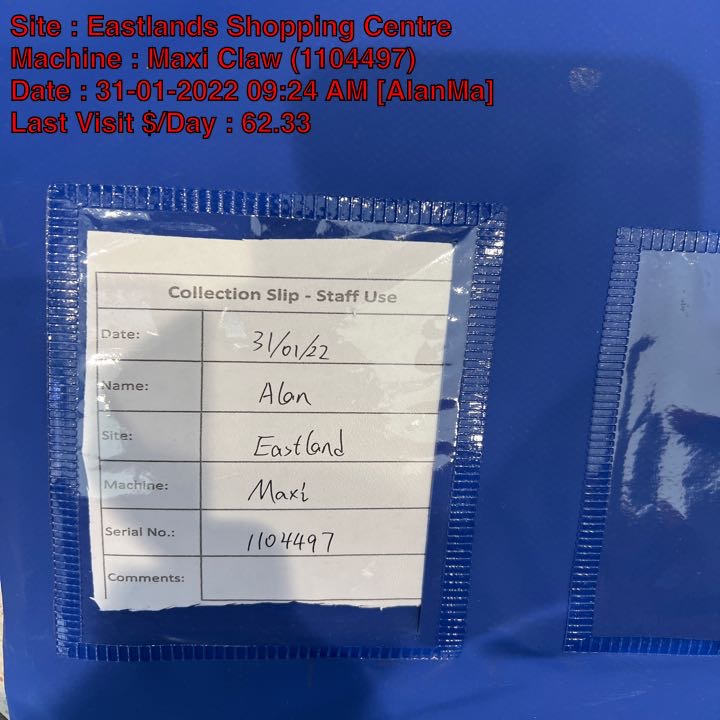 Site : Eastlands Shopping Centre
Machine : Maxi Claw (1104497)
Date : 31-01-2022 09:24 AM [AlanMa]
Last Visit $/Day : 62.33
Collection Slip - Staff Use
Date: 31/01/22
Name: Alan
Site: Eastland
Machine: Maxi
Serial No.: 1104497
Comments: